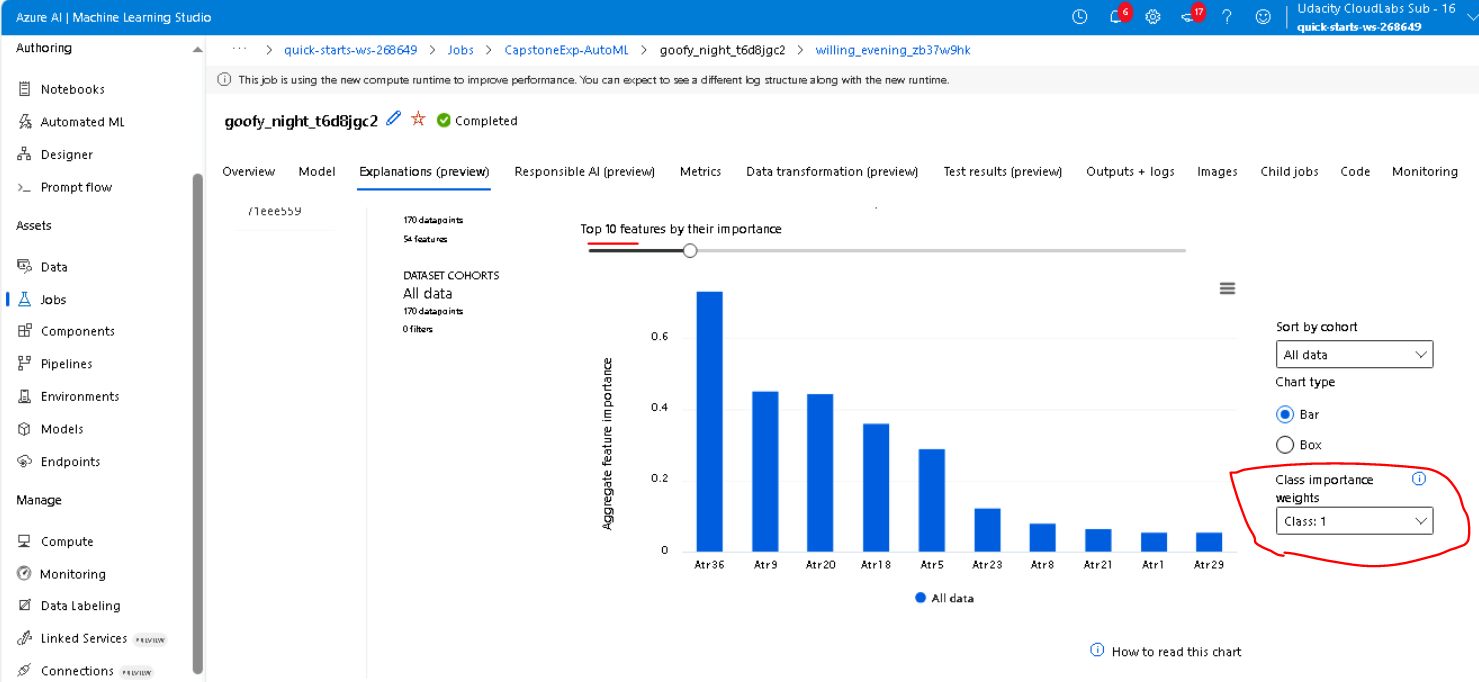 Azure AI | Machine Learning Studio
6
17
Udacity CloudLabs Sub - 16
quick-starts-ws-268649
Authoring
Notebooks
Automated ML
Designer
Prompt flow
Assets
Data
Jobs
Components
Pipelines
Environments
Models
Endpoints
Manage
Compute
Monitoring
Data Labeling
Linked Services PREVIEW
Connections PREVIEW
··· > quick-starts-ws-268649 > Jobs > CapstoneExp-AutoML > goofy_night_t6d8jgc2 > willing_evening_zb37w9hk
This job is using the new compute runtime to improve performance. You can expect to see a different log structure along with the new runtime.
goofy_night_t6d8jgc2 Completed
Overview Model Explanations (preview) Responsible AI (preview) Metrics Data transformation (preview) Test results (preview) Outputs + logs Images Child jobs Code Monitoring
71eee559
170 datapoints
54 features
DATASET COHORTS
All data
170 datapoints
0 filters
Top 10 features by their importance
Aggregate feature importance
0.6
0.4
0.2
0
Atr36 Atr9 Atr20 Atr18 Atr5 Atr23 Atr8 Atr21 Atr1 Atr29
All data
Sort by cohort
All data
Chart type
Bar
Box
Class importance
weights
Class: 1
How to read this chart